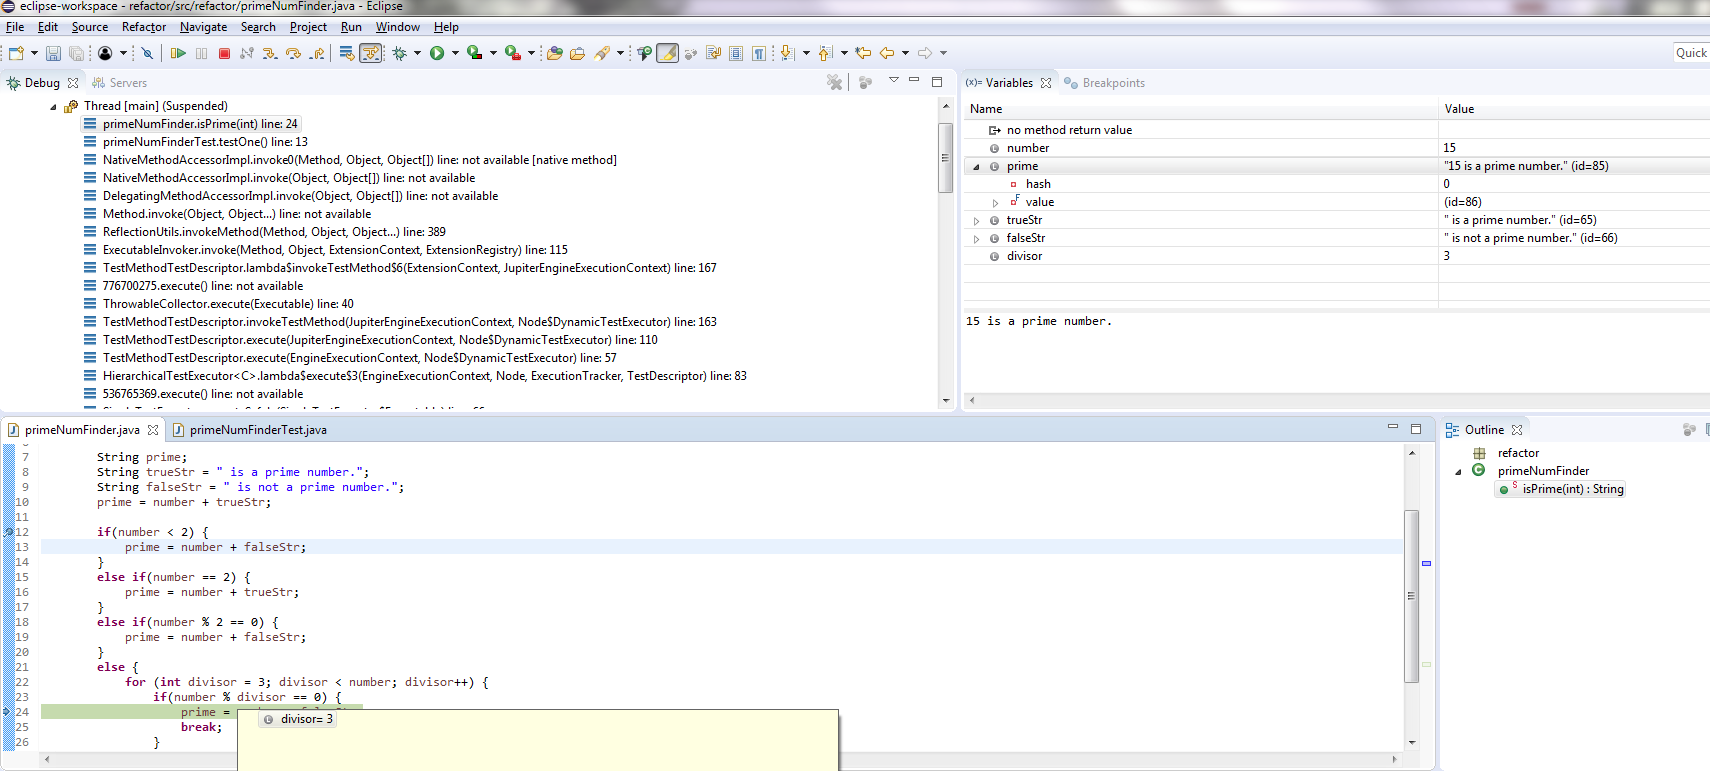 eclipse-workspace - refactor/src/refactor/primeNumFinder.java - Eclipse
File Edit Source Refactor Navigate Search Project Run Window Help
Quick
Debug Servers
Thread [main] (Suspended)
primeNumFinder.isPrime(int) line: 24
primeNumFinderTest.testOne() line: 13
NativeMethodAccessorImpl.invoke0(Method, Object, Object[]) line: not available [native method]
NativeMethodAccessorImpl.invoke(Object, Object[]) line: not available
DelegatingMethodAccessorImpl.invoke(Object, Object[]) line: not available
Method.invoke(Object, Object...) line: not available
ReflectionUtils.invokeMethod(Method, Object, Object...) line: 389
ExecutableInvoker.invoke(Method, Object, ExtensionContext, ExtensionRegistry) line: 115
TestMethodTestDescriptor.lambda$invokeTestMethod$6(ExtensionContext, JupiterEngineExecutionContext) line: 167
776700275.execute() line: not available
ThrowableCollector.execute(Executable) line: 40
TestMethodTestDescriptor.invokeTestMethod(JupiterEngineExecutionContext, Node$DynamicTestExecutor) line: 163
TestMethodTestDescriptor.execute(JupiterEngineExecutionContext, Node$DynamicTestExecutor) line: 110
TestMethodTestDescriptor.execute(EngineExecutionContext, Node$DynamicTestExecutor) line: 57
HierarchicalTestExecutor<C>.lambda$execute$3(EngineExecutionContext, Node, ExecutionTracker, TestDescriptor) line: 83
536765369.execute() line: not available
(x)= Variables Breakpoints
Name Value
no method return value
number 15
prime "15 is a prime number." (id=85)
hash 0
value (id=86)
trueStr " is a prime number." (id=65)
falseStr " is not a prime number." (id=66)
divisor 3
15 is a prime number.
primeNumFinder.java primeNumFinderTest.java
7 String prime;
8 String trueStr = " is a prime number.";
9 String falseStr = " is not a prime number.";
10 prime = number + trueStr;
11
12 if(number < 2) {
13 prime = number + falseStr;
14 }
15 else if(number == 2) {
16 prime = number + trueStr;
17 }
18 else if(number % 2 == 0) {
19 prime = number + falseStr;
20 }
21 else {
22 for (int divisor = 3; divisor < number; divisor++) {
23 if(number % divisor == 0) {
24 prime =
25 break;
26 }
divisor= 3
Outline
refactor
primeNumFinder
isPrime(int) : String